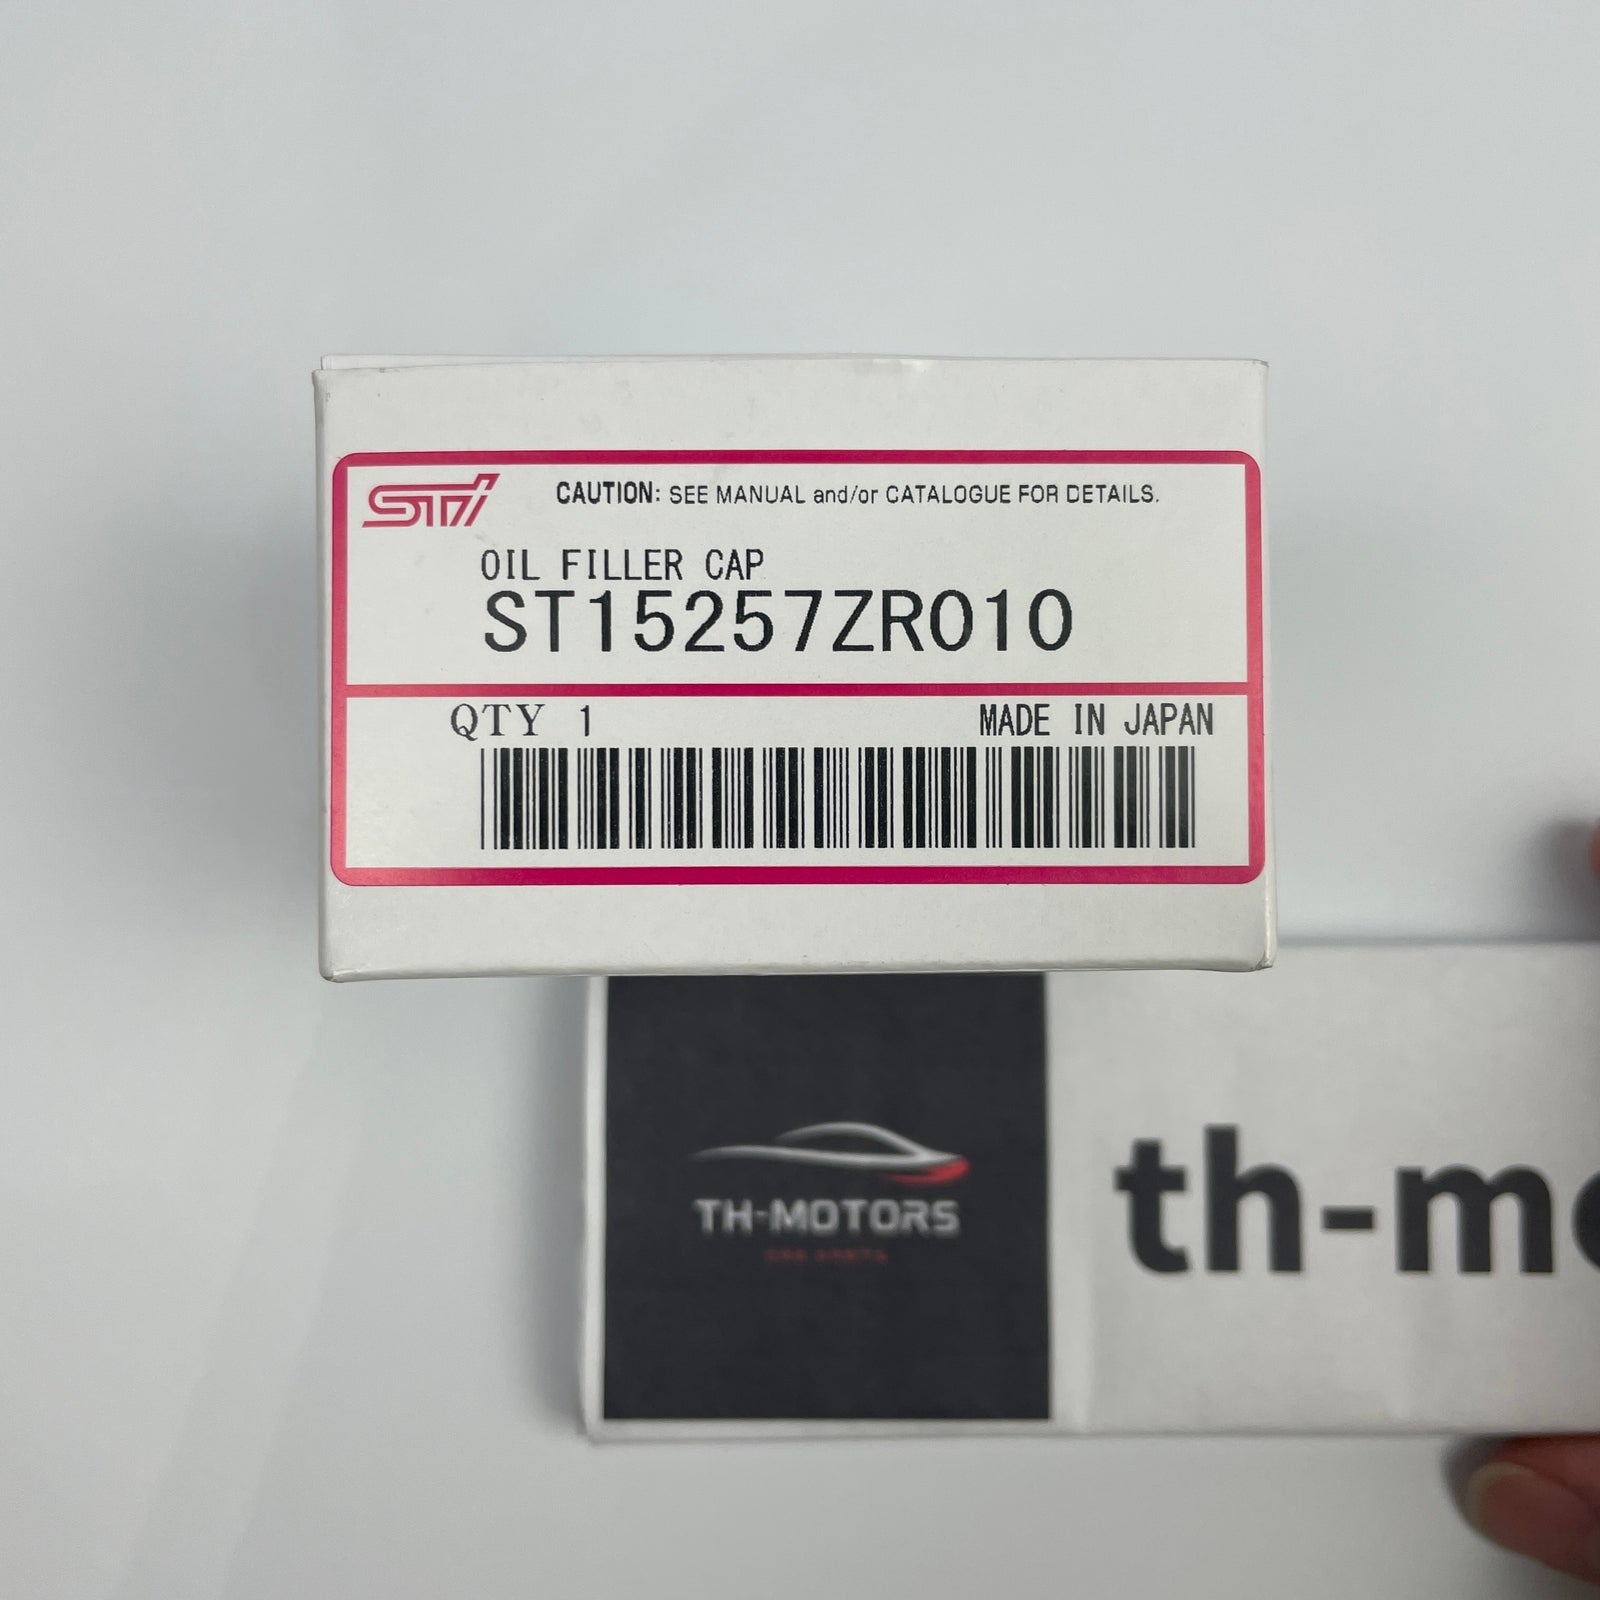 STi
CAUTION: SEE MANUAL and/or CATALOGUE FOR DETAILS.
OIL FILLER CAP
ST15257ZR010
QTY 1
MADE IN JAPAN
TH-MOTORS
th-mo